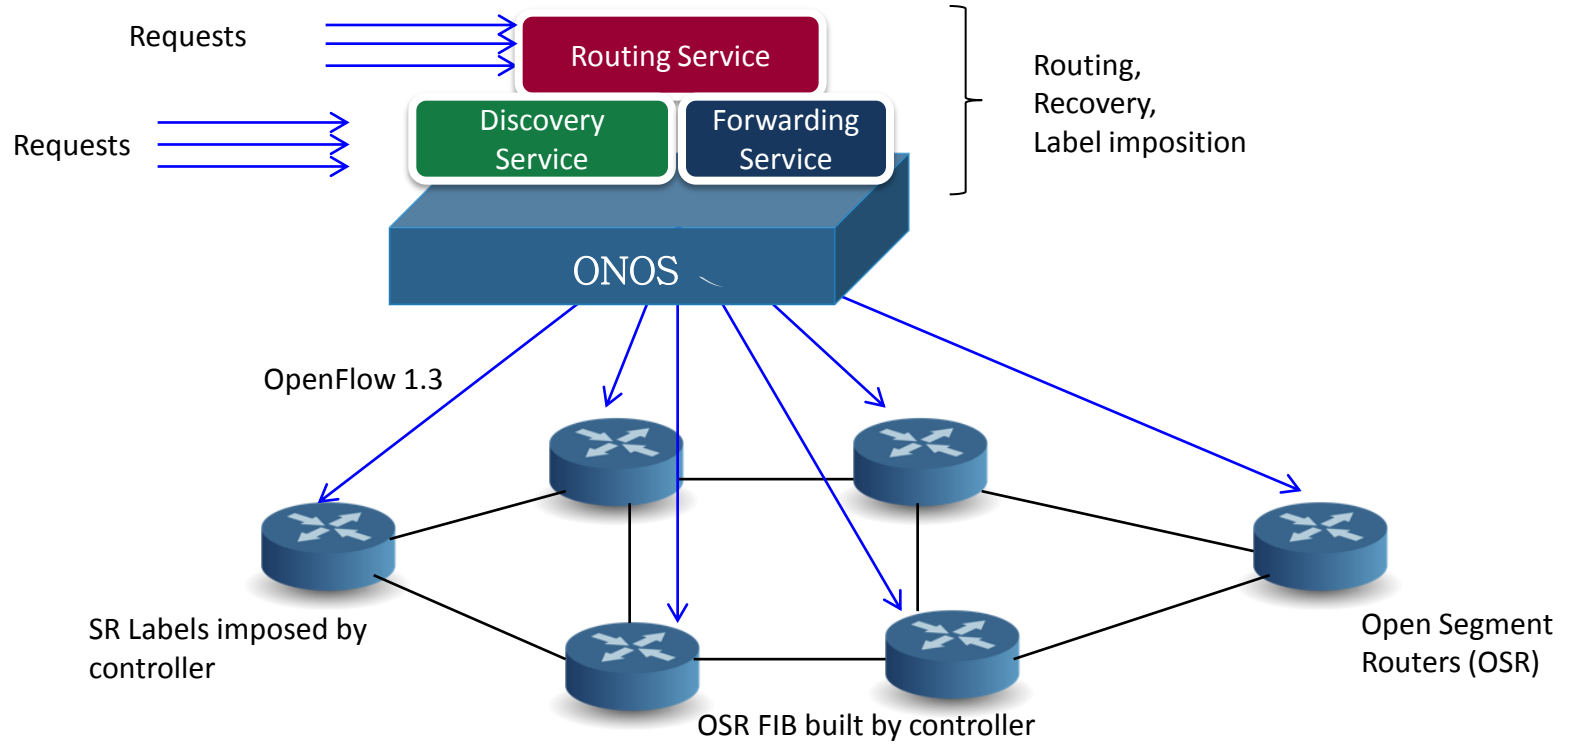 Requests
Routing Service
Routing,
Recovery,
Label imposition
Requests
Discovery
Service
Forwarding
Service
ONOS
OpenFlow 1.3
SR Labels imposed by
controller
Open Segment
Routers (OSR)
OSR FIB built by controller